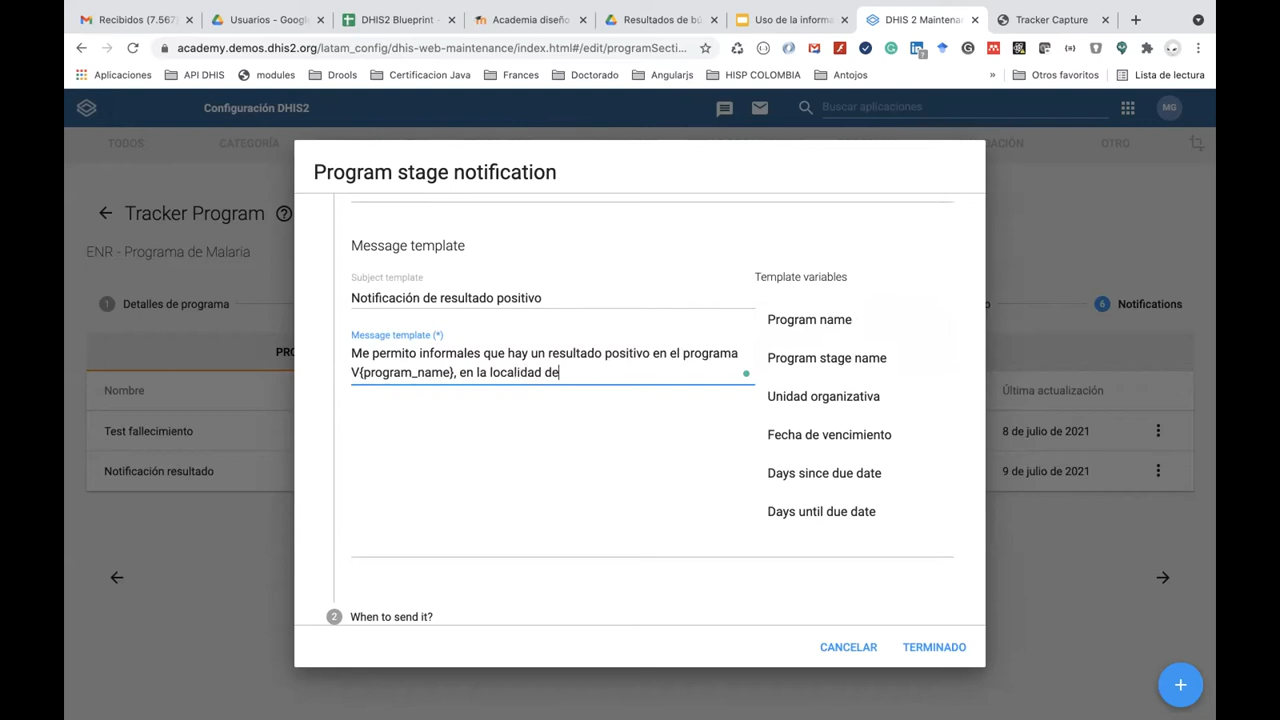 Recibidos (7.567)
Usuarios - Googl
DHIS2 Blueprint -
Academia diseño
Resultados de bú
Uso de la informa
DHIS 2 Maintenan
Tracker Capture
academy.demos.dhis2.org/latam_config/dhis-web-maintenance/index.html#/edit/programSecti...
Aplicaciones
API DHIS
modules
Drools
Certificacion Java
Frances
Doctorado
Angularjs
HISP COLOMBIA
Antojos
»
Otros favoritos
Lista de lectura
Configuración DHIS2
Buscar aplicaciones
MG
TODOS
CATEGORÍA
ACIÓN
OTRO
Program stage notification
Tracker Program
ENR - Programa de Malaria
1 Detalles de programa
o
6 Notifications
PRO
Nombre
Última actualización
Test fallecimiento
8 de julio de 2021
Notificación resultado
9 de julio de 2021
Message template
Subject template
Notificación de resultado positivo
Message template (*)
Me permito informales que hay un resultado positivo en el programa
V{program_name}, en la localidad de
Template variables
Program name
Program stage name
Unidad organizativa
Fecha de vencimiento
Days since due date
Days until due date
2 When to send it?
CANCELAR
TERMINADO